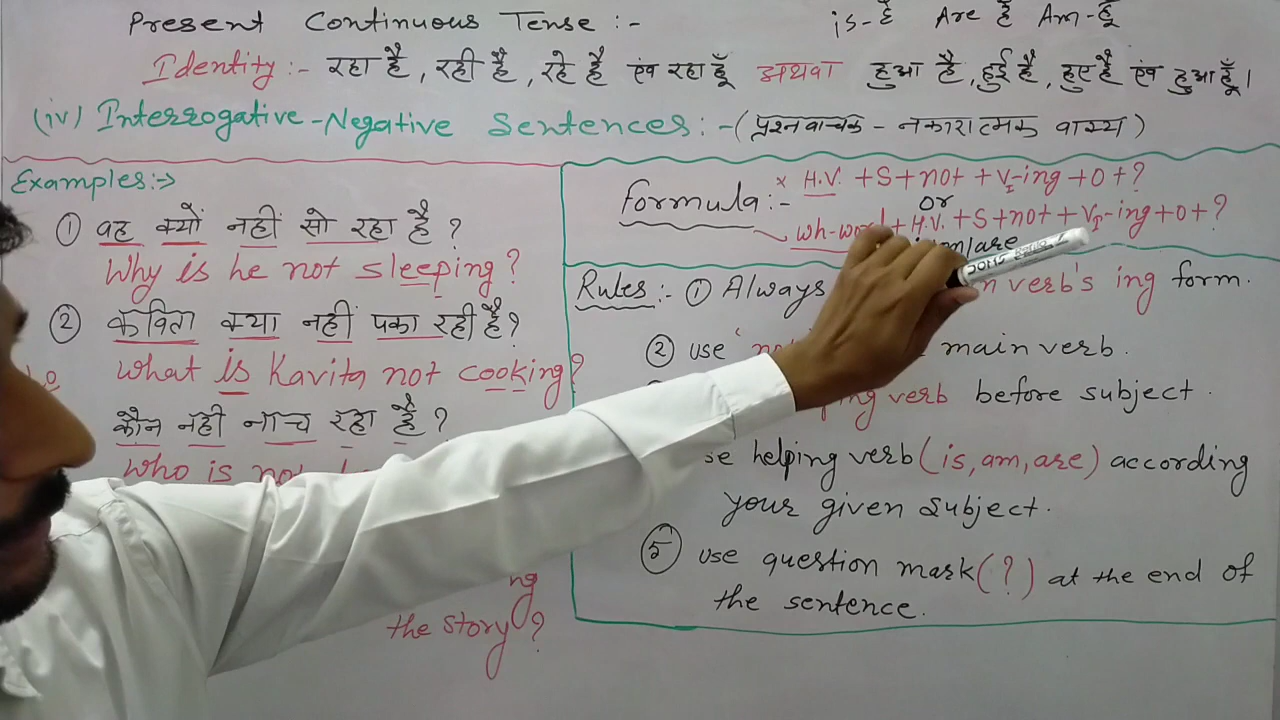 Present Continuous Tense :- is-है Are हैं Am-हूँ
Identity :- रहा है, रही है, रहे है एंव रहा हूँ अथवा हुआ है, हुई है, हुए है एंव हुआ हूँ।
(iv) Interrogative-Negative Sentences :- (प्रश्नवाचक - नकारात्मक वाक्य)
Examples :->
① वह क्यों नहीं सो रहा है ?
Why is he not sleeping ?
② कविता क्या नहीं पका रही है ?
What is Kavita not cooking ?
कौन नही नाच रहा है ?
Who is not
the story ?
Formula :- × H.V. + S + not + V1-ing + O + ?
or
wh-word + H.V. + S + not + V1-ing + O + ?
/are
Rules :- ① Always verb's ing form.
② use main verb.
verb before subject.
helping verb (is, am, are) according
your given subject.
⑤ use question mark (?) at the end of
the sentence.